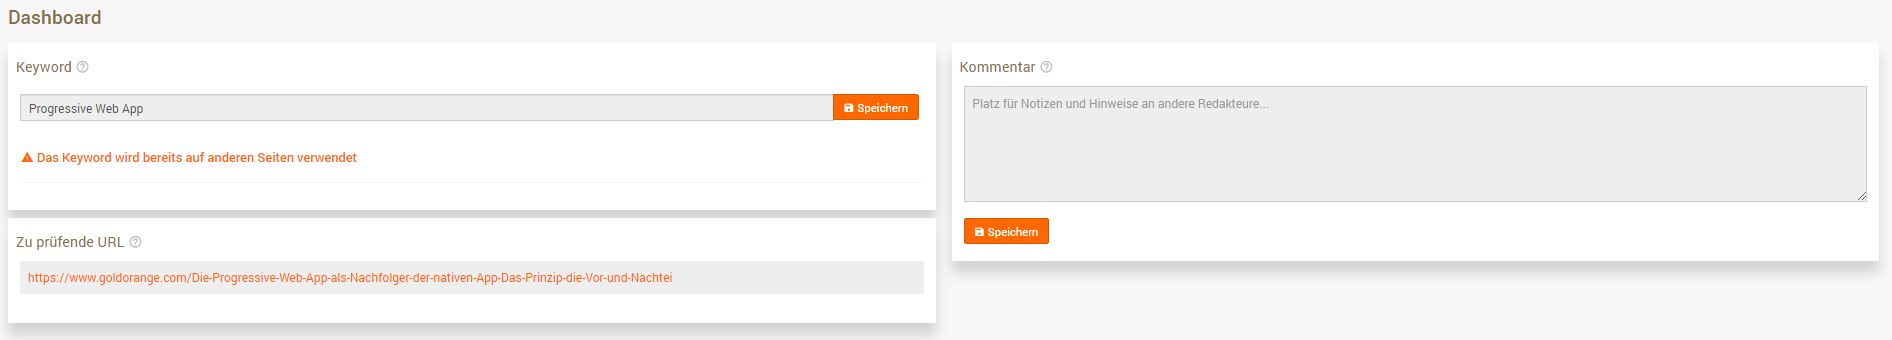 Dashboard
Keyword
Progressive Web App
Speichern
Das Keyword wird bereits auf anderen Seiten verwendet
Zu prüfende URL
https://www.goldorange.com/Die-Progressive-Web-App-als-Nachfolger-der-nativen-App-Das-Prinzip-die-Vor-und-Nachtei
Kommentar
Platz für Notizen und Hinweise an andere Redakteure...
Speichern